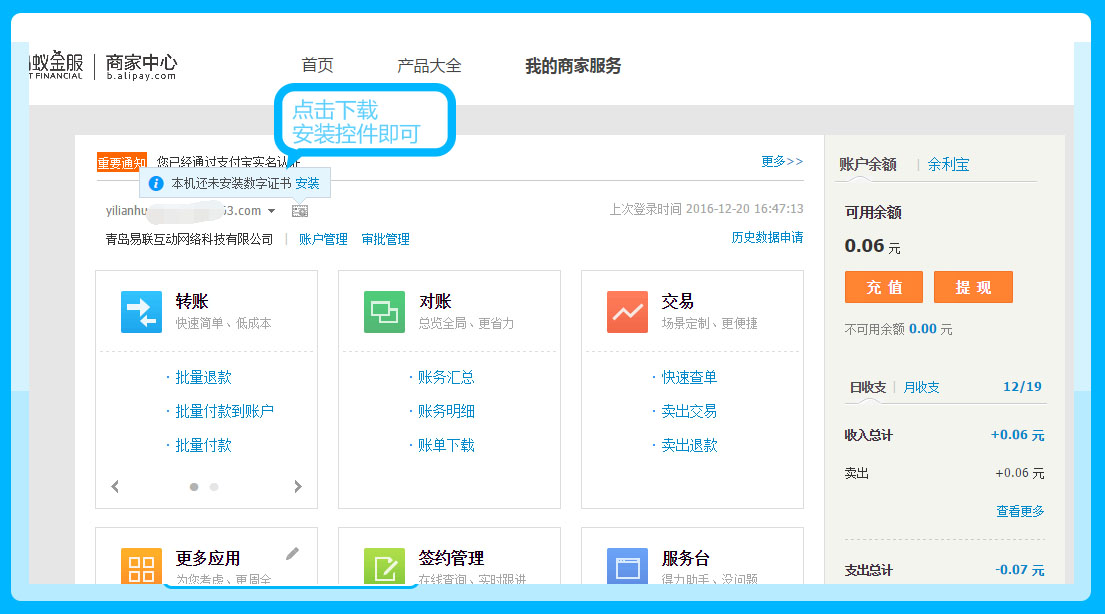 蚁金服
T FINANCIAL
商家中心
b.alipay.com
首页
产品大全
我的商家服务
点击下载
安装控件即可
重要通知
您已经通过支付宝实名认证
更多>>
本机还未安装数字证书 安装
yilianhu 53.com
上次登录时间 2016-12-20 16:47:13
青岛易联互动网络科技有限公司 | 账户管理 审批管理
历史数据申请
转账
快速简单、低成本
· 批量退款
· 批量付款到账户
· 批量付款
对账
总览全局、更省力
· 账务汇总
· 账务明细
· 账单下载
交易
场景定制、更便捷
· 快速查单
· 卖出交易
· 卖出退款
更多应用
为您考虑、更周全
签约管理
在线查询、实时跟进
服务台
得力助手、没问题
账户余额 | 余利宝
可用余额
0.06 元
充 值
提 现
不可用余额 0.00 元
日收支 | 月收支 12/19
收入总计 +0.06 元
卖出 +0.06 元
查看更多
支出总计 -0.07 元